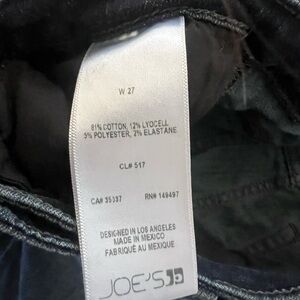 W 27
81% COTTON, 12% LYOCELL
5% POLYESTER, 2% ELASTANE
CL# 517
CA# 35037 RN# 149497
DESIGNED IN LOS ANGELES
MADE IN MEXICO
FABRIQUÉ AU MEXIQUE
JOE'S